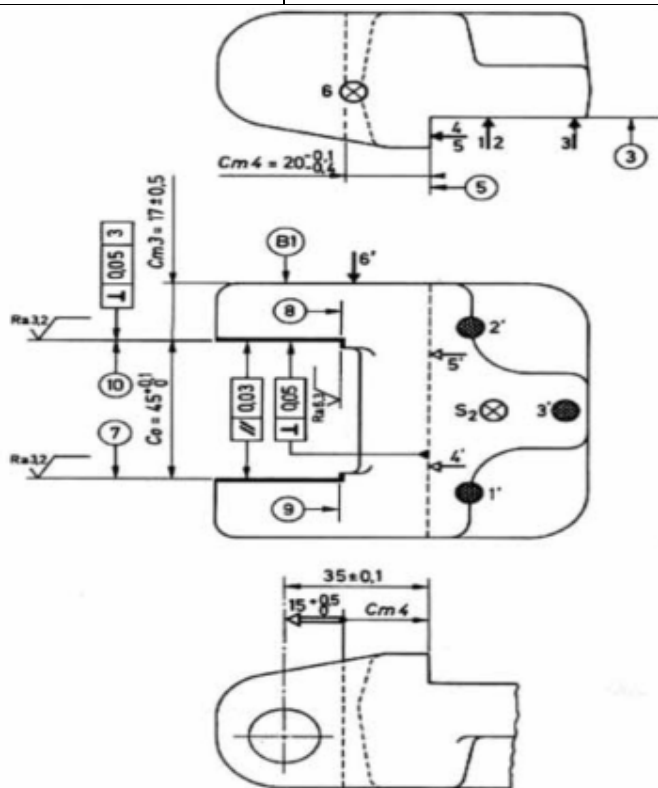 6
4
5
1 2
3
3
Cm4 = 20 -0,1 -0,4
5
Cm3 = 17±0,5
B1
6'
⊥ 0,05 3
8
2'
Ra3,2
5'
10
Co = 45 +0,1 0
// 0,03
⊥ 0,05
Ra6,3
S2
3'
7
4'
Ra3,2
9
1'
35±0,1
15 +0,5 0
Cm4